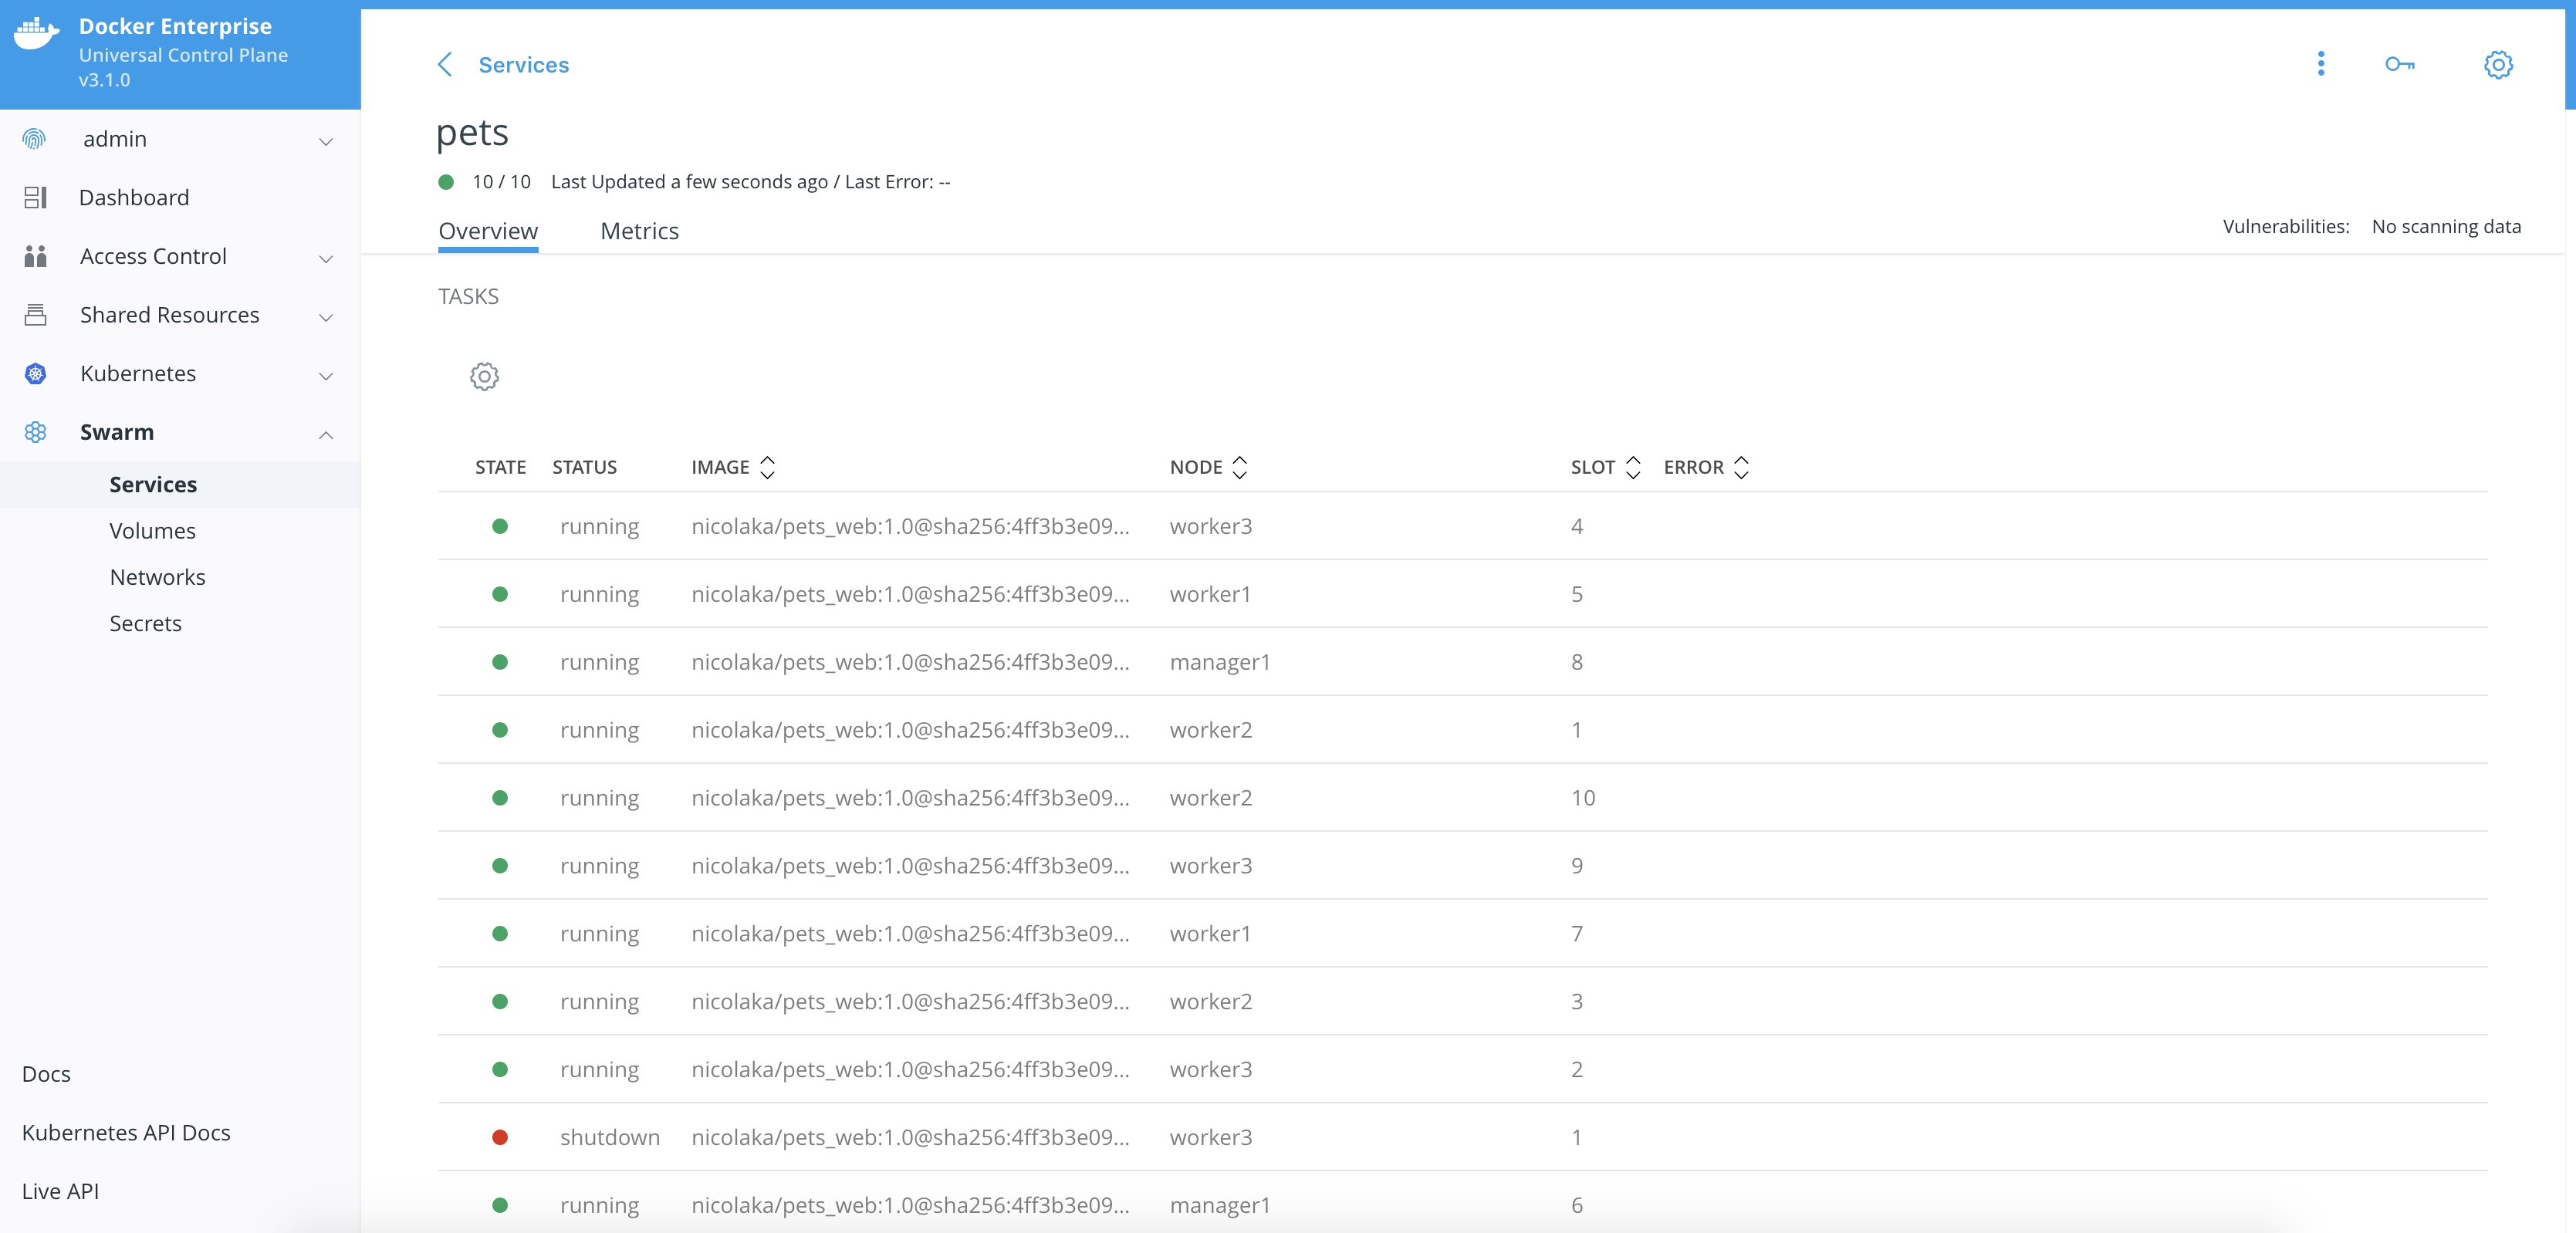 Docker Enterprise
Universal Control Plane
v3.1.0
admin
Dashboard
Access Control
Shared Resources
Kubernetes
Swarm
Services
Volumes
Networks
Secrets
Docs
Kubernetes API Docs
Live API
Services
pets
10 / 10 Last Updated a few seconds ago / Last Error: --
Overview Metrics Vulnerabilities: No scanning data
TASKS
STATE STATUS IMAGE NODE SLOT ERROR
running nicolaka/pets_web:1.0@sha256:4ff3b3e09... worker3 4
running nicolaka/pets_web:1.0@sha256:4ff3b3e09... worker1 5
running nicolaka/pets_web:1.0@sha256:4ff3b3e09... manager1 8
running nicolaka/pets_web:1.0@sha256:4ff3b3e09... worker2 1
running nicolaka/pets_web:1.0@sha256:4ff3b3e09... worker2 10
running nicolaka/pets_web:1.0@sha256:4ff3b3e09... worker3 9
running nicolaka/pets_web:1.0@sha256:4ff3b3e09... worker1 7
running nicolaka/pets_web:1.0@sha256:4ff3b3e09... worker2 3
running nicolaka/pets_web:1.0@sha256:4ff3b3e09... worker3 2
shutdown nicolaka/pets_web:1.0@sha256:4ff3b3e09... worker3 1
running nicolaka/pets_web:1.0@sha256:4ff3b3e09... manager1 6